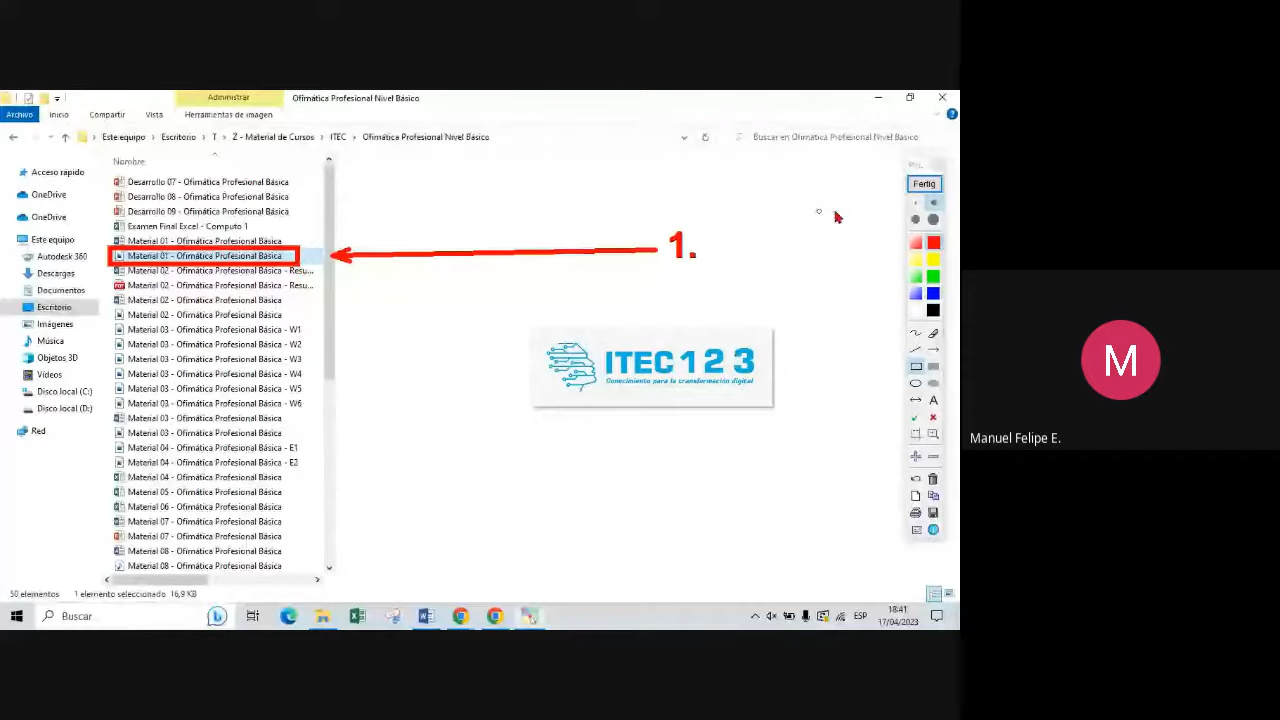 Administrar
Ofimática Profesional Nivel Básico
Archivo
Inicio
Compartir
Vista
Herramientas de imagen
Este equipo › Escritorio › T › Z - Material de Cursos › ITEC › Ofimática Profesional Nivel Básico
Buscar en Ofimática Profesional Nivel Básico
Nombre
Acceso rápido
OneDrive
OneDrive
Este equipo
Autodesk 360
Descargas
Documentos
Escritorio
Imágenes
Música
Objetos 3D
Vídeos
Disco local (C:)
Disco local (D:)
Red
Desarrollo 07 - Ofimática Profesional Básica
Desarrollo 08 - Ofimática Profesional Básica
Desarrollo 09 - Ofimática Profesional Básica
Examen Final Excel - Computo 1
Material 01 - Ofimática Profesional Básica
Material 01 - Ofimática Profesional Básica
Material 02 - Ofimática Profesional Básica - Resu...
Material 02 - Ofimática Profesional Básica - Resu...
Material 02 - Ofimática Profesional Básica
Material 02 - Ofimática Profesional Básica
Material 03 - Ofimática Profesional Básica - W1
Material 03 - Ofimática Profesional Básica - W2
Material 03 - Ofimática Profesional Básica - W3
Material 03 - Ofimática Profesional Básica - W4
Material 03 - Ofimática Profesional Básica - W5
Material 03 - Ofimática Profesional Básica - W6
Material 03 - Ofimática Profesional Básica
Material 03 - Ofimática Profesional Básica
Material 04 - Ofimática Profesional Básica - E1
Material 04 - Ofimática Profesional Básica - E2
Material 04 - Ofimática Profesional Básica
Material 05 - Ofimática Profesional Básica
Material 06 - Ofimática Profesional Básica
Material 07 - Ofimática Profesional Básica
Material 07 - Ofimática Profesional Básica
Material 08 - Ofimática Profesional Básica
Material 08 - Ofimática Profesional Básica
1.
ITEC 1 2 3
Conocimiento para la transformación digital
Fertig
A
M
Manuel Felipe E.
50 elementos
1 elemento seleccionado 16,9 KB
Buscar
ESP
18:41
17/04/2023